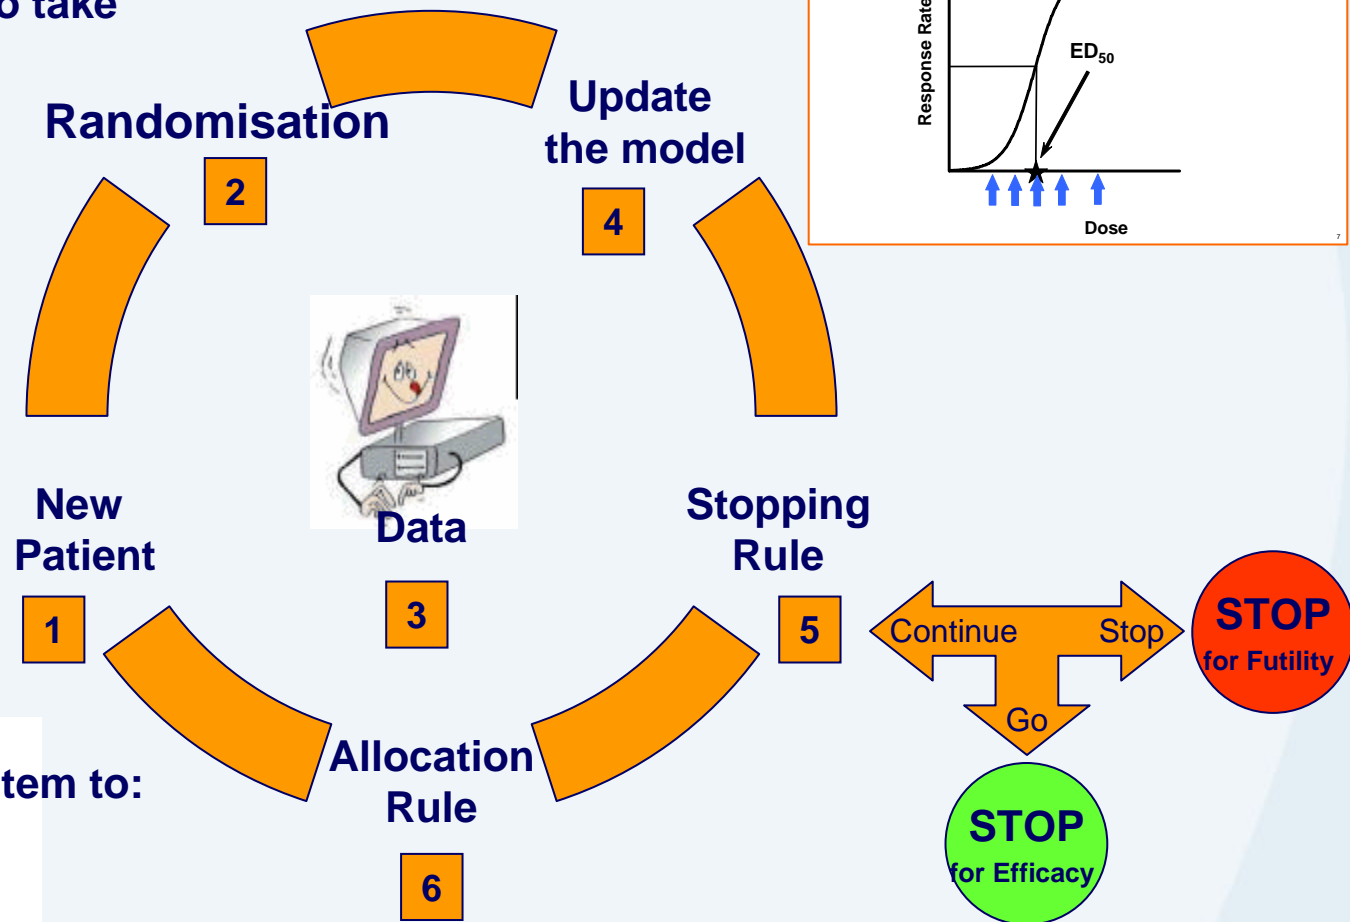 o take
Randomisation
2
Update
the model
4
Response Rate
ED50
Dose
7
New
Patient
1
Data
3
Stopping
Rule
5
Continue
Stop
Go
STOP
for Futility
STOP
for Efficacy
tem to:
Allocation
Rule
6